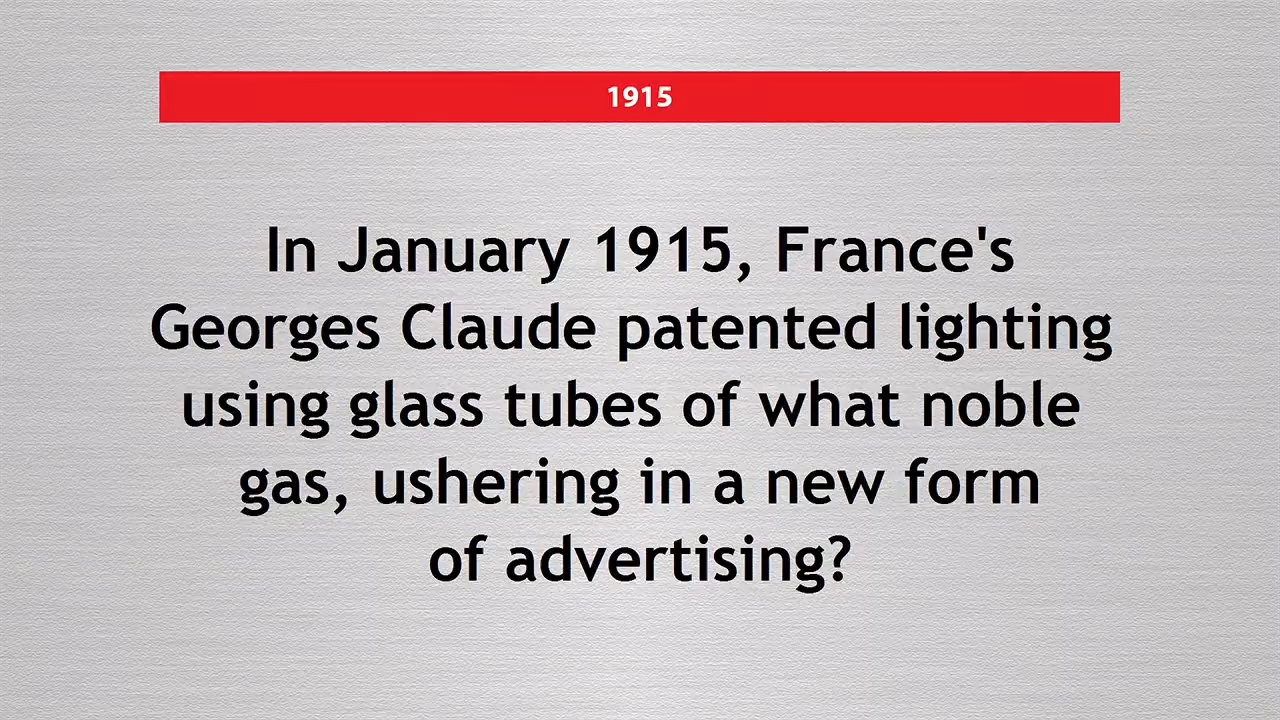 1915
In January 1915, France's
Georges Claude patented lighting
using glass tubes of what noble
gas, ushering in a new form
of advertising?